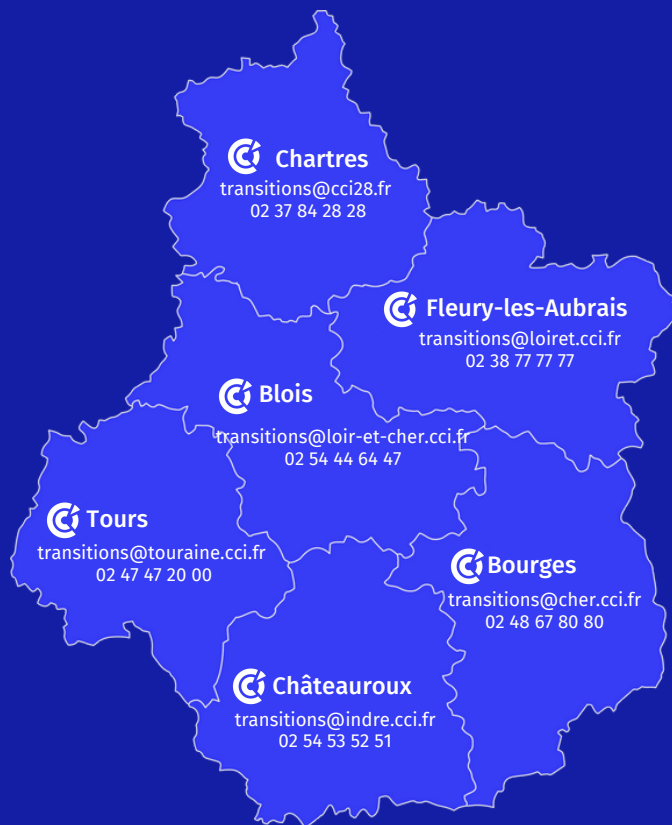 Chartres
transitions@cci28.fr
02 37 84 28 28
Fleury-les-Aubrais
transitions@loiret.cci.fr
02 38 77 77 77
Blois
transitions@loir-et-cher.cci.fr
02 54 44 64 47
Tours
transitions@touraine.cci.fr
02 47 47 20 00
Bourges
transitions@cher.cci.fr
02 48 67 80 80
Châteauroux
transitions@indre.cci.fr
02 54 53 52 51